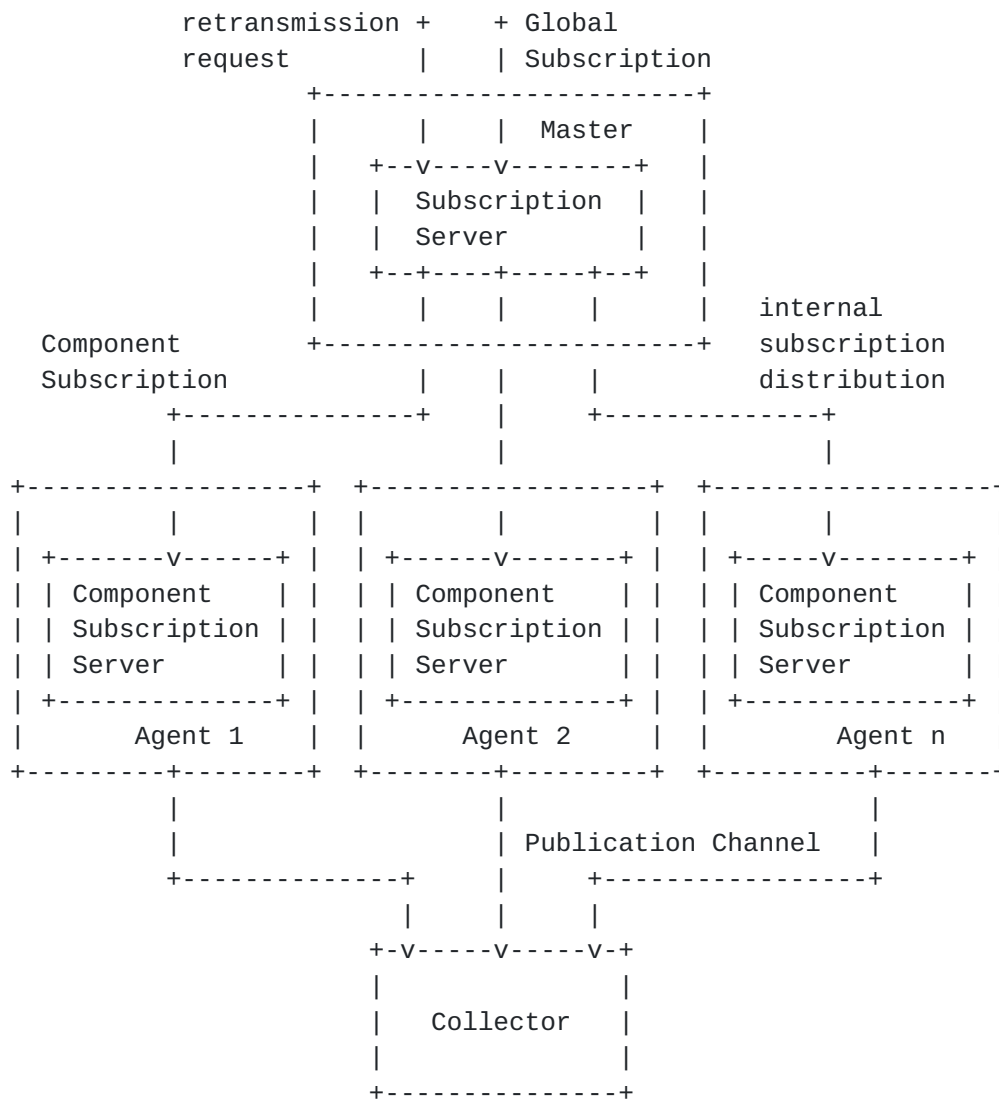 retransmission + + Global
request | | Subscription
+------------------------+
| | | Master |
| +--v----v--------+ |
| | Subscription | |
| | Server | |
| +--+----+-----+--+ |
| | | | | internal
Component +------------------------+ subscription
Subscription | | | distribution
+---------------+ | +--------------+
| | |
+------------------+ +------------------+ +------------------+
| | | | | | | |
| +-------v------+ | | +------v-------+ | | +-----v--------+
| | Component | | | | Component | | | | Component |
| | Subscription | | | | Subscription | | | | Subscription |
| | Server | | | | Server | | | | Server |
| +--------------+ | | +--------------+ | | +--------------+
| Agent 1 | | Agent 2 | | Agent n
+---------+--------+ +--------+---------+ +----------+-------+
| | |
| | Publication Channel |
+--------------+ | +-----------------+
| | |
+-v-----v-----v-+
| |
| Collector |
| |
+---------------+